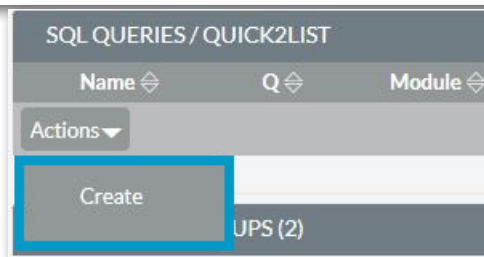 SQL QUERIES / QUICK2LIST
Name Q Module
Actions
Create
UPS (2)